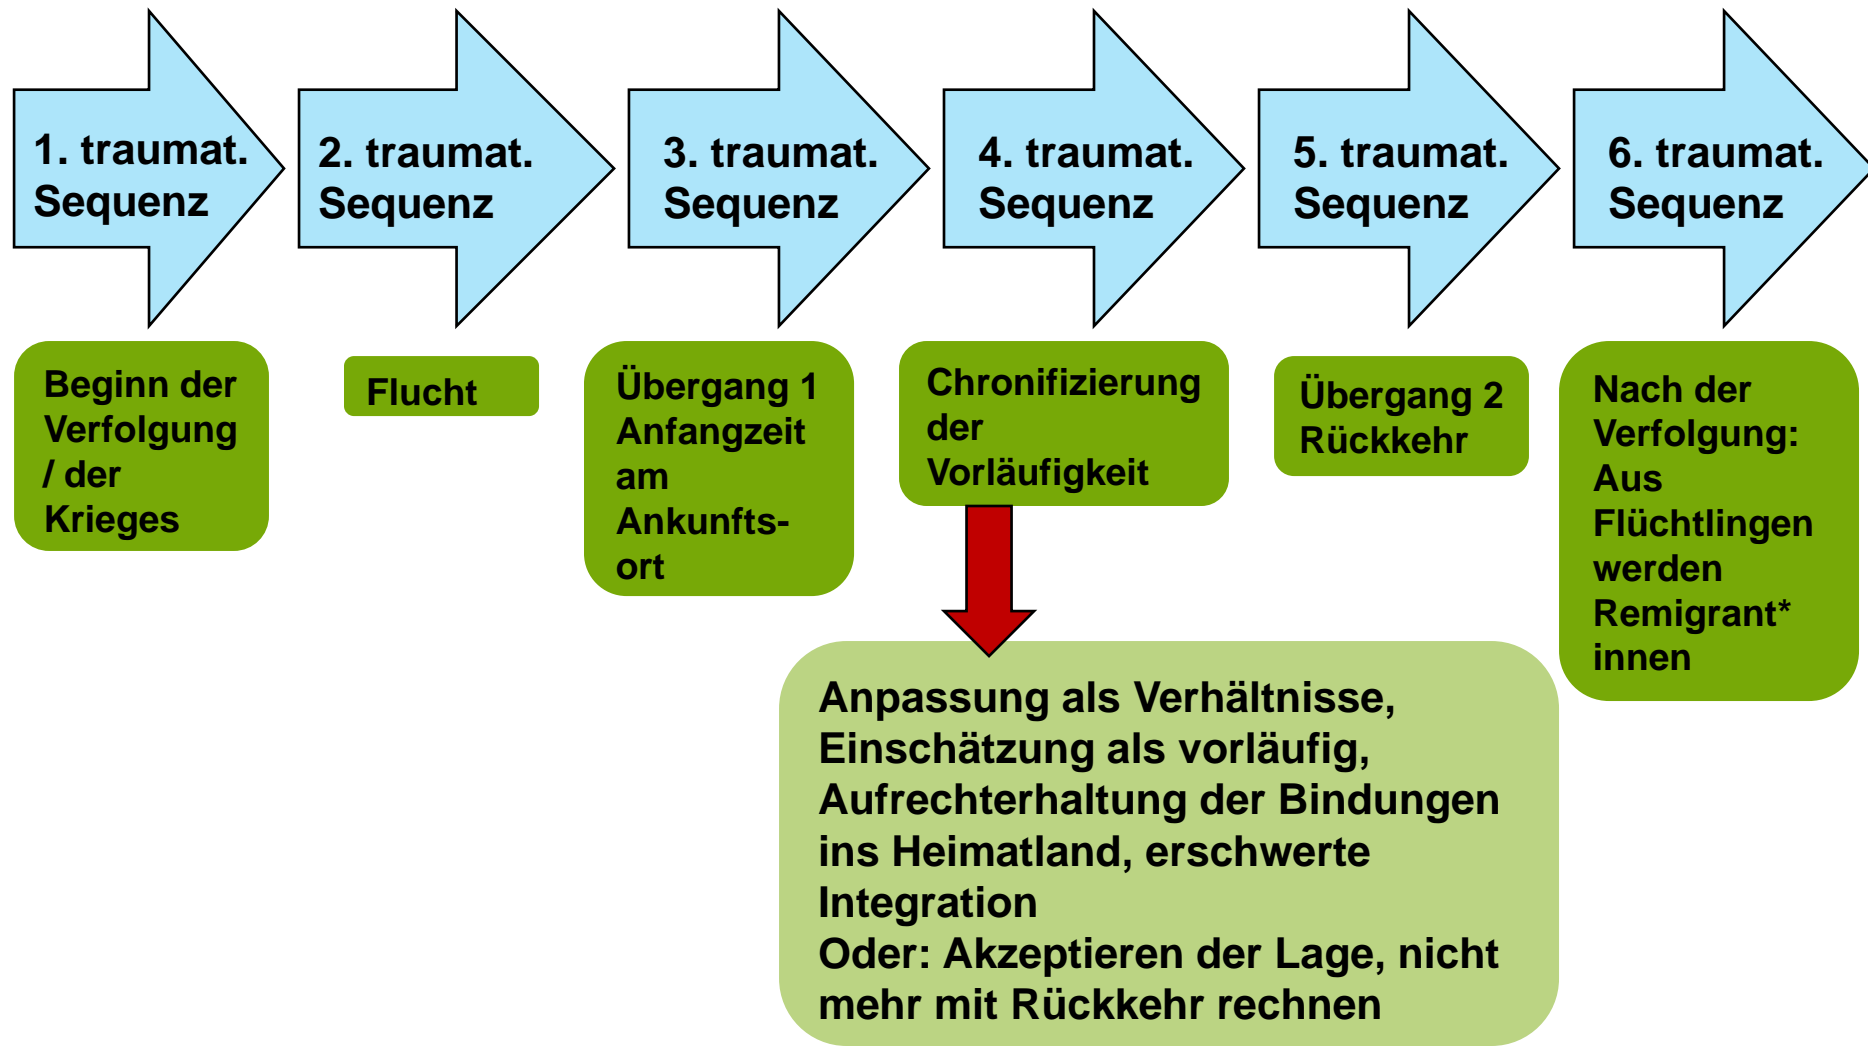 1. traumat.
Sequenz
2. traumat.
Sequenz
3. traumat.
Sequenz
4. traumat.
Sequenz
5. traumat.
Sequenz
6. traumat.
Sequenz
Beginn der
Verfolgung
/ der
Krieges
Flucht
Übergang 1
Anfangzeit
am
Ankunfts-
ort
Chronifizierung
der
Vorläufigkeit
Übergang 2
Rückkehr
Nach der
Verfolgung:
Aus
Flüchtlingen
werden
Remigrant*
innen
Anpassung als Verhältnisse,
Einschätzung als vorläufig,
Aufrechterhaltung der Bindungen
ins Heimatland, erschwerte
Integration
Oder: Akzeptieren der Lage, nicht
mehr mit Rückkehr rechnen